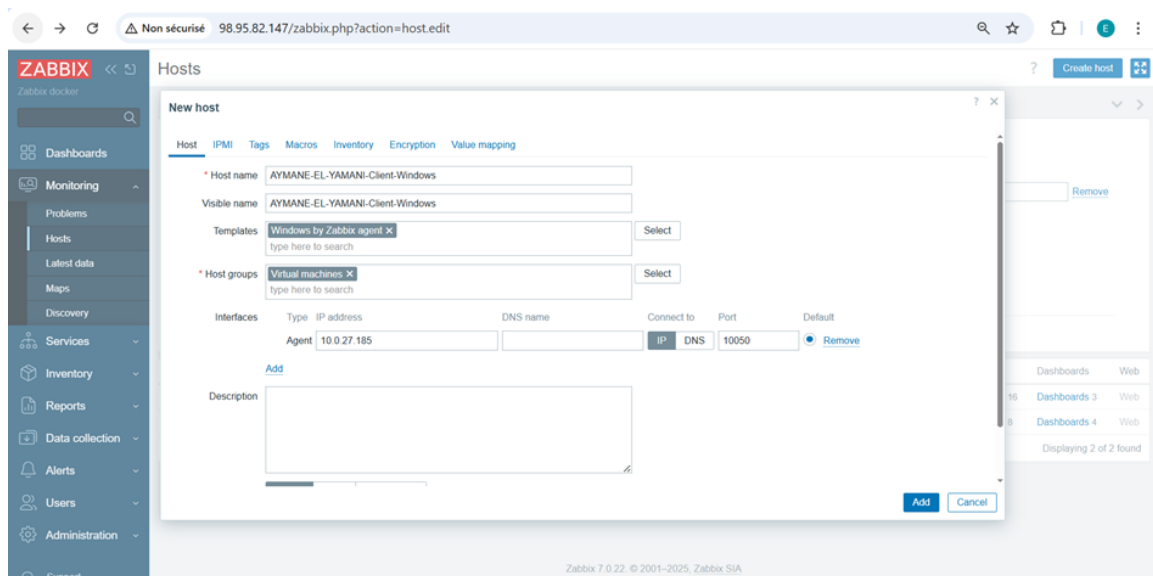 Non sécurisé 98.95.82.147/zabbix.php?action=host.edit
E
ZABBIX
Zabbix docker
Dashboards
Monitoring
Problems
Hosts
Latest data
Maps
Discovery
Services
Inventory
Reports
Data collection
Alerts
Users
Administration
Support
Hosts
? Create host
New host
? ×
Host IPMI Tags Macros Inventory Encryption Value mapping
* Host name AYMANE-EL-YAMANI-Client-Windows
Visible name AYMANE-EL-YAMANI-Client-Windows
Templates Windows by Zabbix agent × Select
type here to search
* Host groups Virtual machines × Select
type here to search
Interfaces Type IP address DNS name Connect to Port Default
Agent 10.0.27.185 IP DNS 10050 Remove
Add
Description
Add Cancel
Remove
Dashboards Web
16 Dashboards 3 Web
8 Dashboards 4 Web
Displaying 2 of 2 found
Zabbix 7.0.22. © 2001–2025, Zabbix SIA